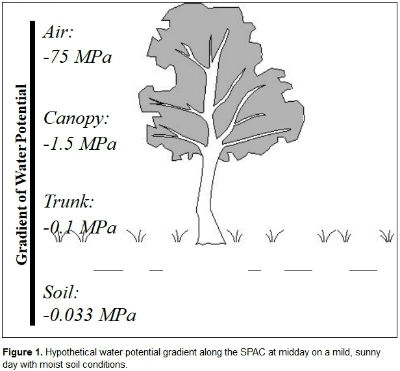 Gradient of Water Potential
Air:
-75 MPa
Canopy:
-1.5 MPa
Trunk:
-0.1 MPa
Soil:
-0.033 MPa
Figure 1. Hypothetical water potential gradient along the SPAC at midday on a mild, sunny
day with moist soil conditions.